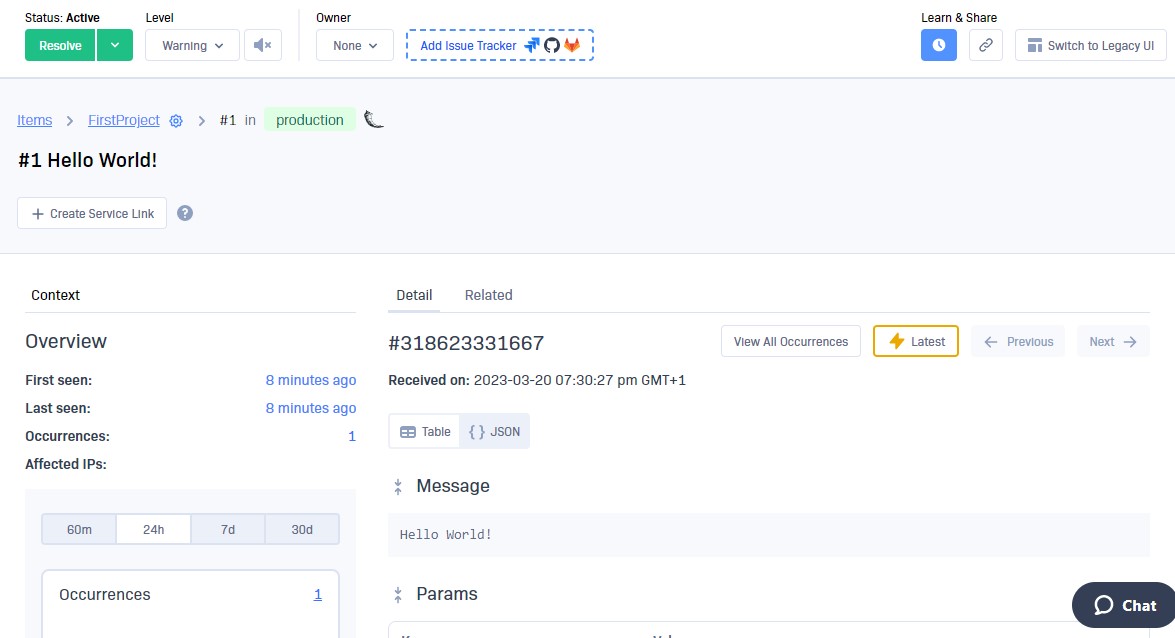 Status: Active Level Owner Learn & Share
Resolve Warning None Add Issue Tracker Switch to Legacy UI
Items FirstProject #1 in production
#1 Hello World!
+ Create Service Link ?
Context Detail Related
Overview #318623331667 View All Occurrences Latest Previous Next
First seen: 8 minutes ago Received on: 2023-03-20 07:30:27 pm GMT+1
Last seen: 8 minutes ago
Occurrences: 1 Table { } JSON
Affected IPs:
Message
60m 24h 7d 30d Hello World!
Occurrences 1 Params
Chat